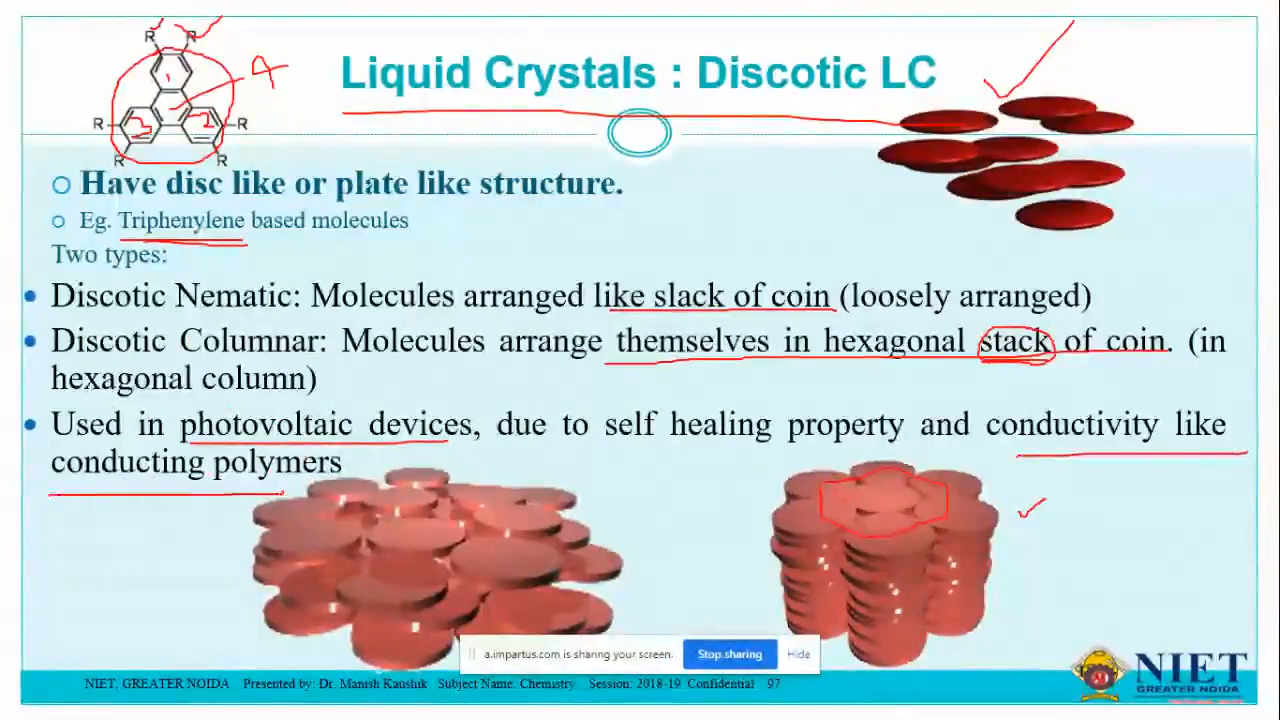 R R
Liquid Crystals : Discotic LC
4
1
3 2
R R
R R
Have disc like or plate like structure.
Eg. Triphenylene based molecules
Two types:
Discotic Nematic: Molecules arranged like slack of coin (loosely arranged)
Discotic Columnar: Molecules arrange themselves in hexagonal stack of coin. (in
hexagonal column)
Used in photovoltaic devices, due to self healing property and conductivity like
conducting polymers
a.impartus.com is sharing your screen. Stop sharing Hide
NIET, GREATER NOIDA Presented by: Dr. Manish Kaushik Subject Name: Chemistry Session: 2018-19 Confidential 97
NIET
GREATER NOIDA